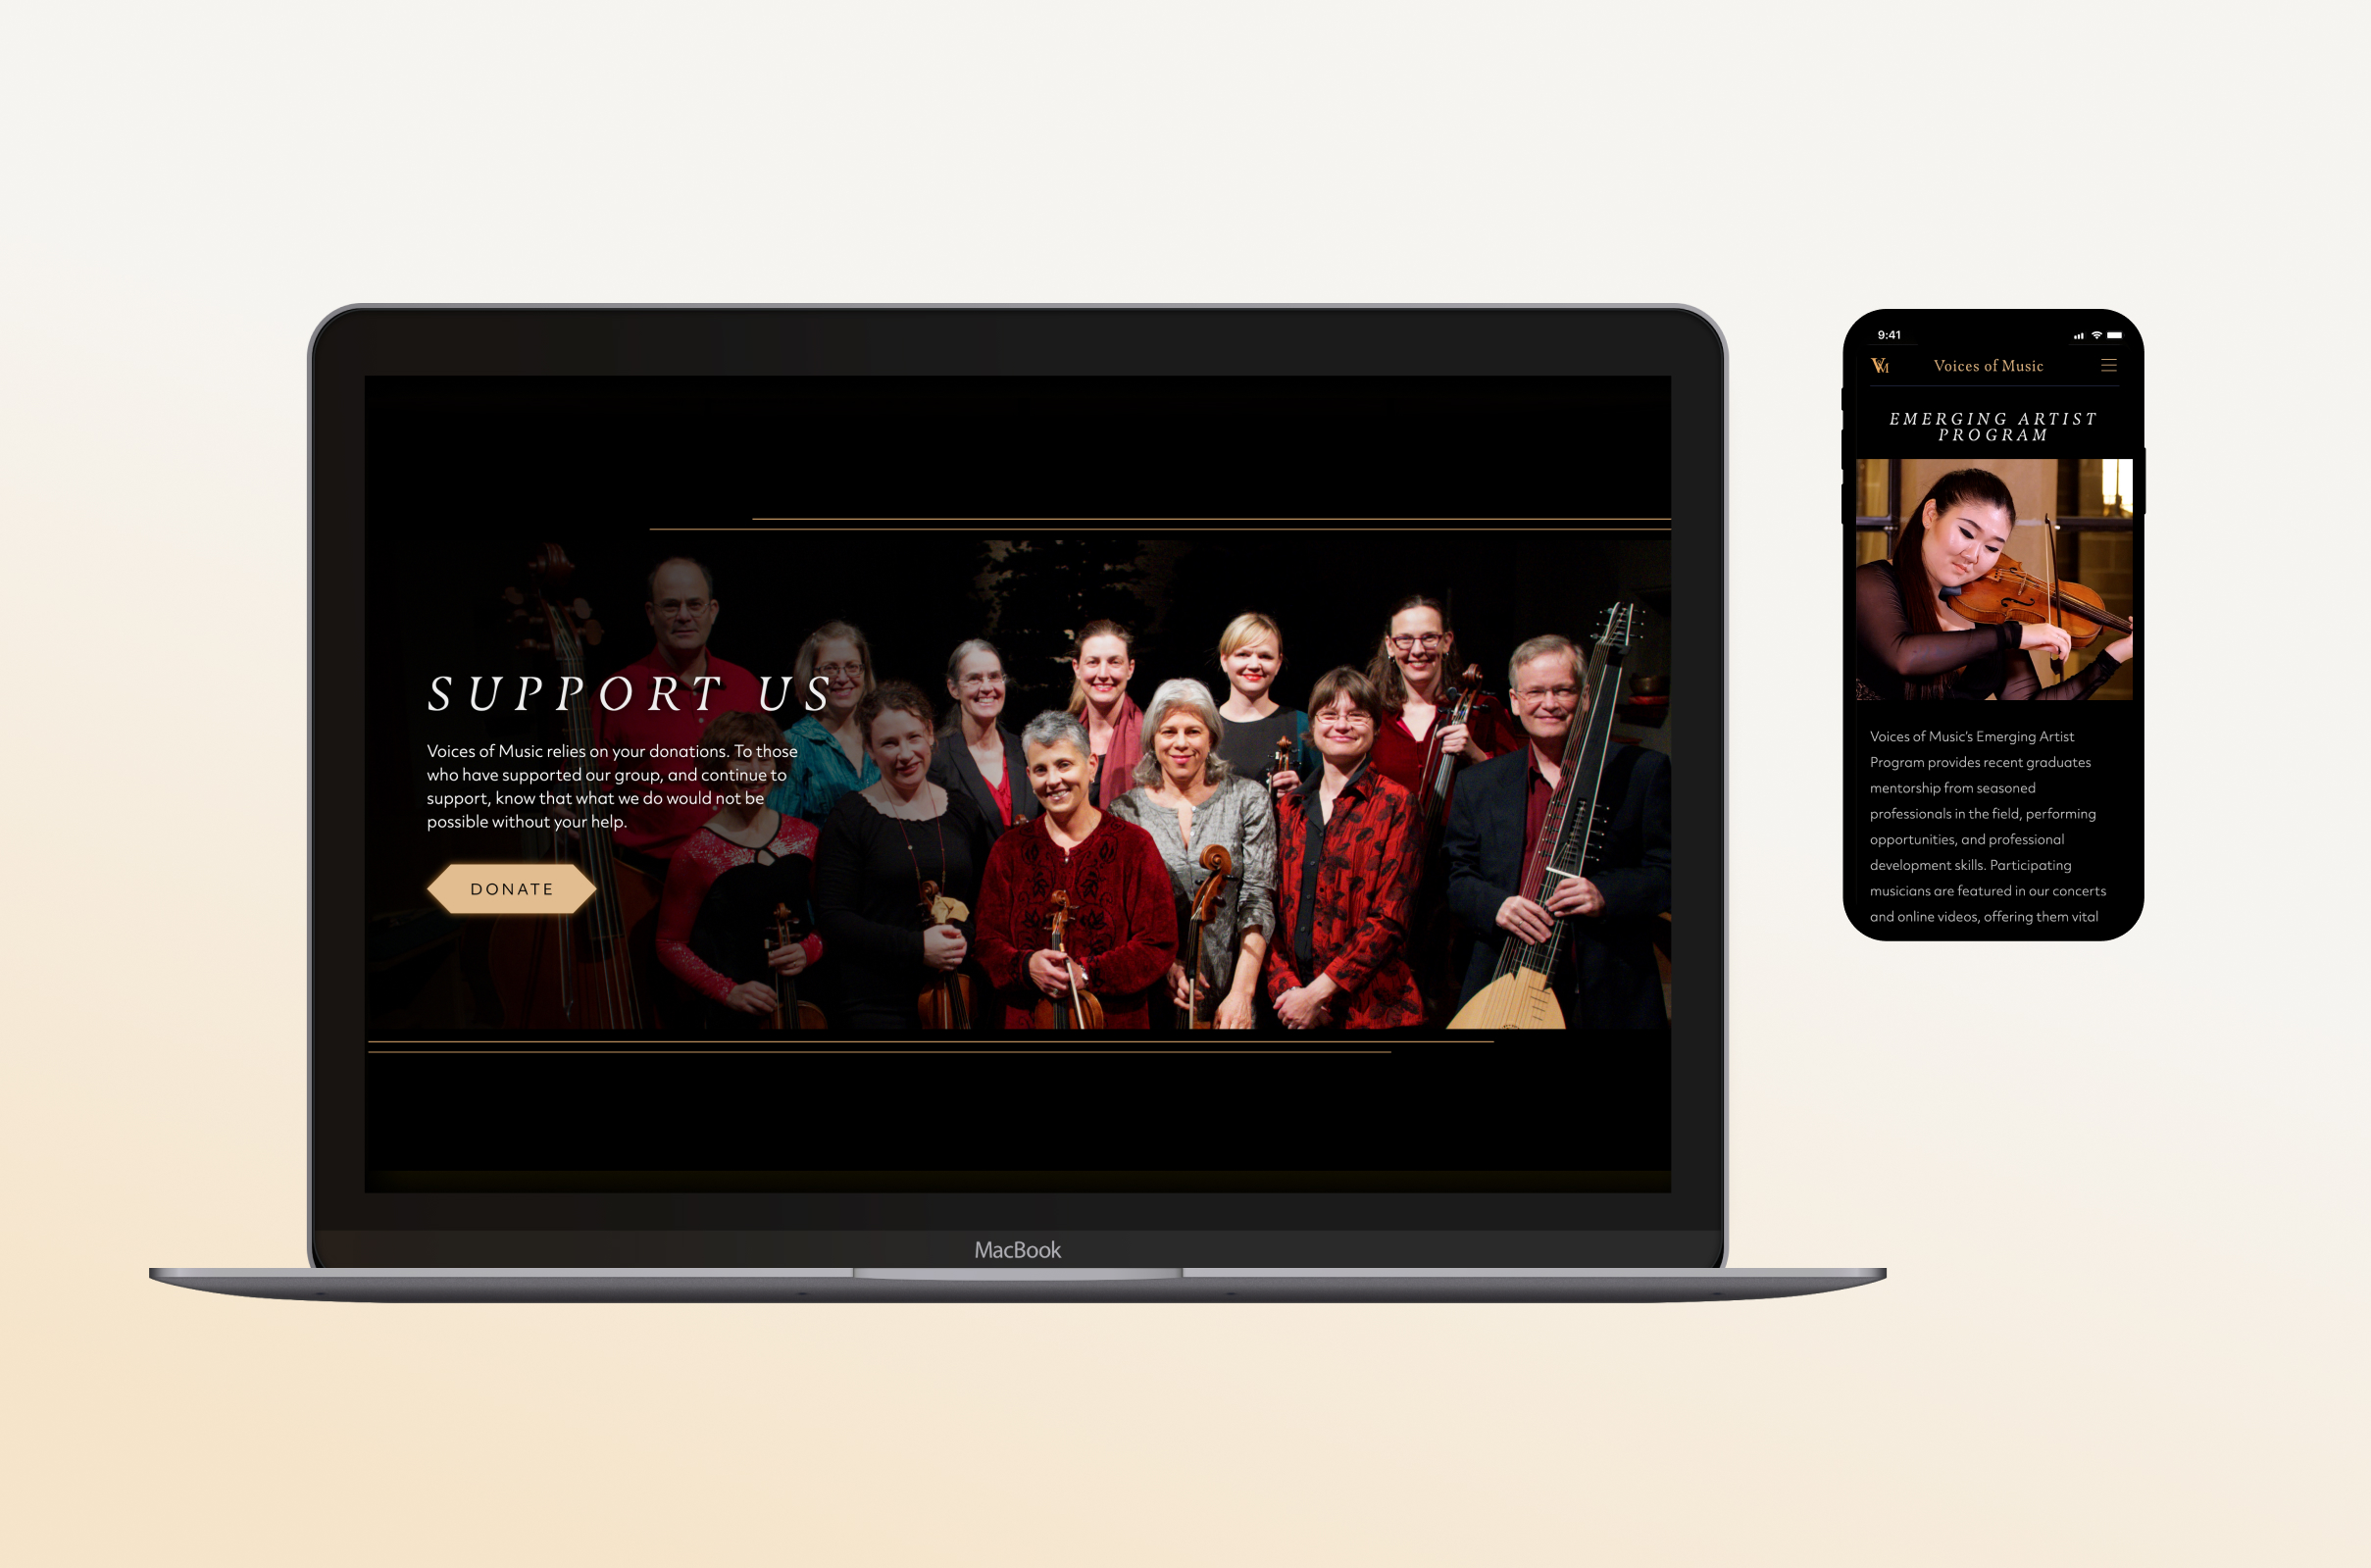 SUPPORT US
Voices of Music relies on your donations. To those
who have supported our group, and continue to
support, know that what we do would not be
possible without your help.
DONATE
MacBook
9:41
VM
Voices of Music
EMERGING ARTIST
PROGRAM
Voices of Music's Emerging Artist
Program provides recent graduates
mentorship from seasoned
professionals in the field, performing
opportunities, and professional
development skills. Participating
musicians are featured in our concerts
and online videos, offering them vital